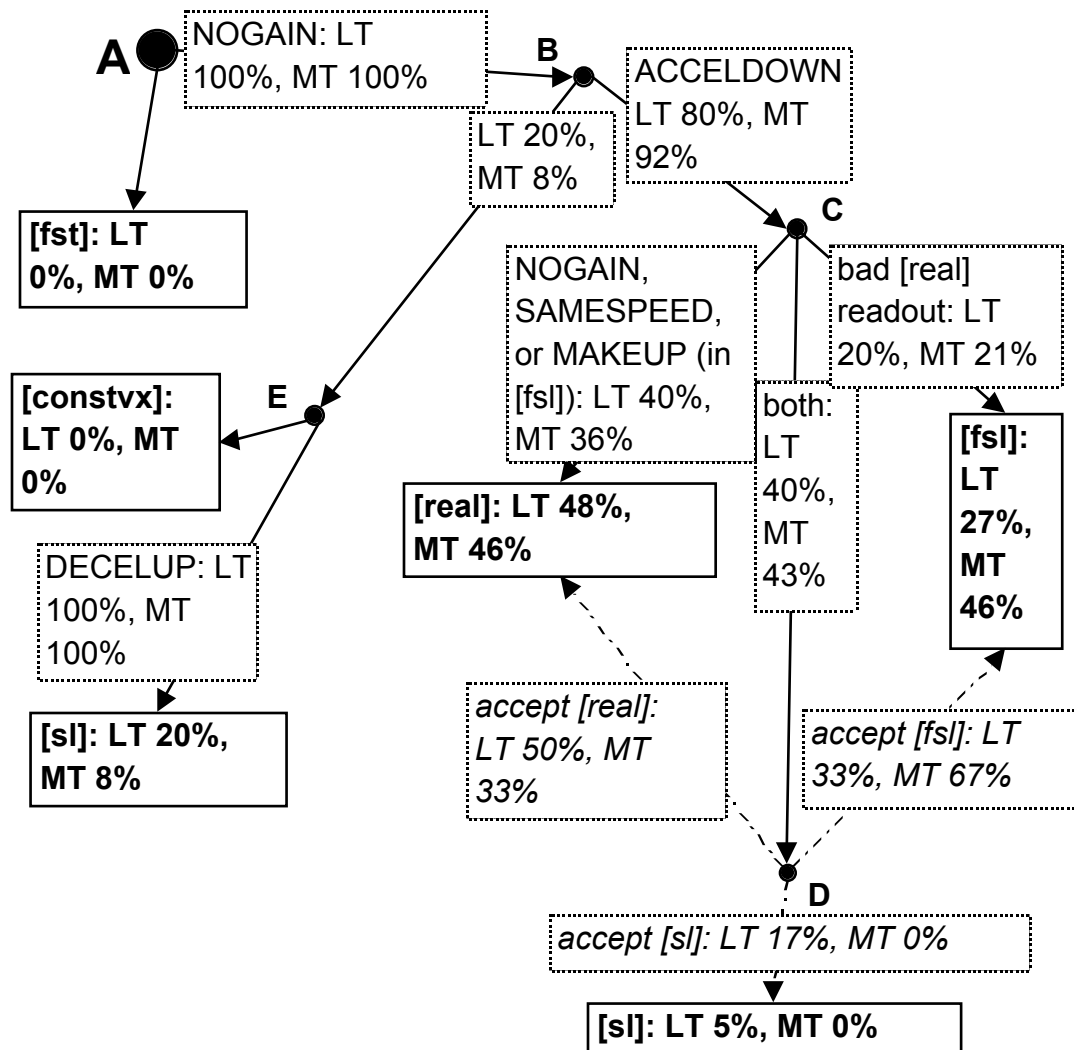 A
NOGAIN: LT
100%, MT 100%
B
ACCELDOWN
LT 80%, MT
92%
LT 20%,
MT 8%
C
[fst]: LT
0%, MT 0%
NOGAIN,
SAMESPEED,
or MAKEUP (in
[fsl]): LT 40%,
MT 36%
bad [real]
readout: LT
20%, MT 21%
[constvx]:
LT 0%, MT
0%
E
both:
LT
40%,
MT
43%
[fsl]:
LT
27%,
MT
46%
[real]: LT 48%,
MT 46%
DECELUP: LT
100%, MT
100%
[sl]: LT 20%,
MT 8%
accept [real]:
LT 50%, MT
33%
accept [fsl]: LT
33%, MT 67%
D
accept [sl]: LT 17%, MT 0%
[sl]: LT 5%, MT 0%